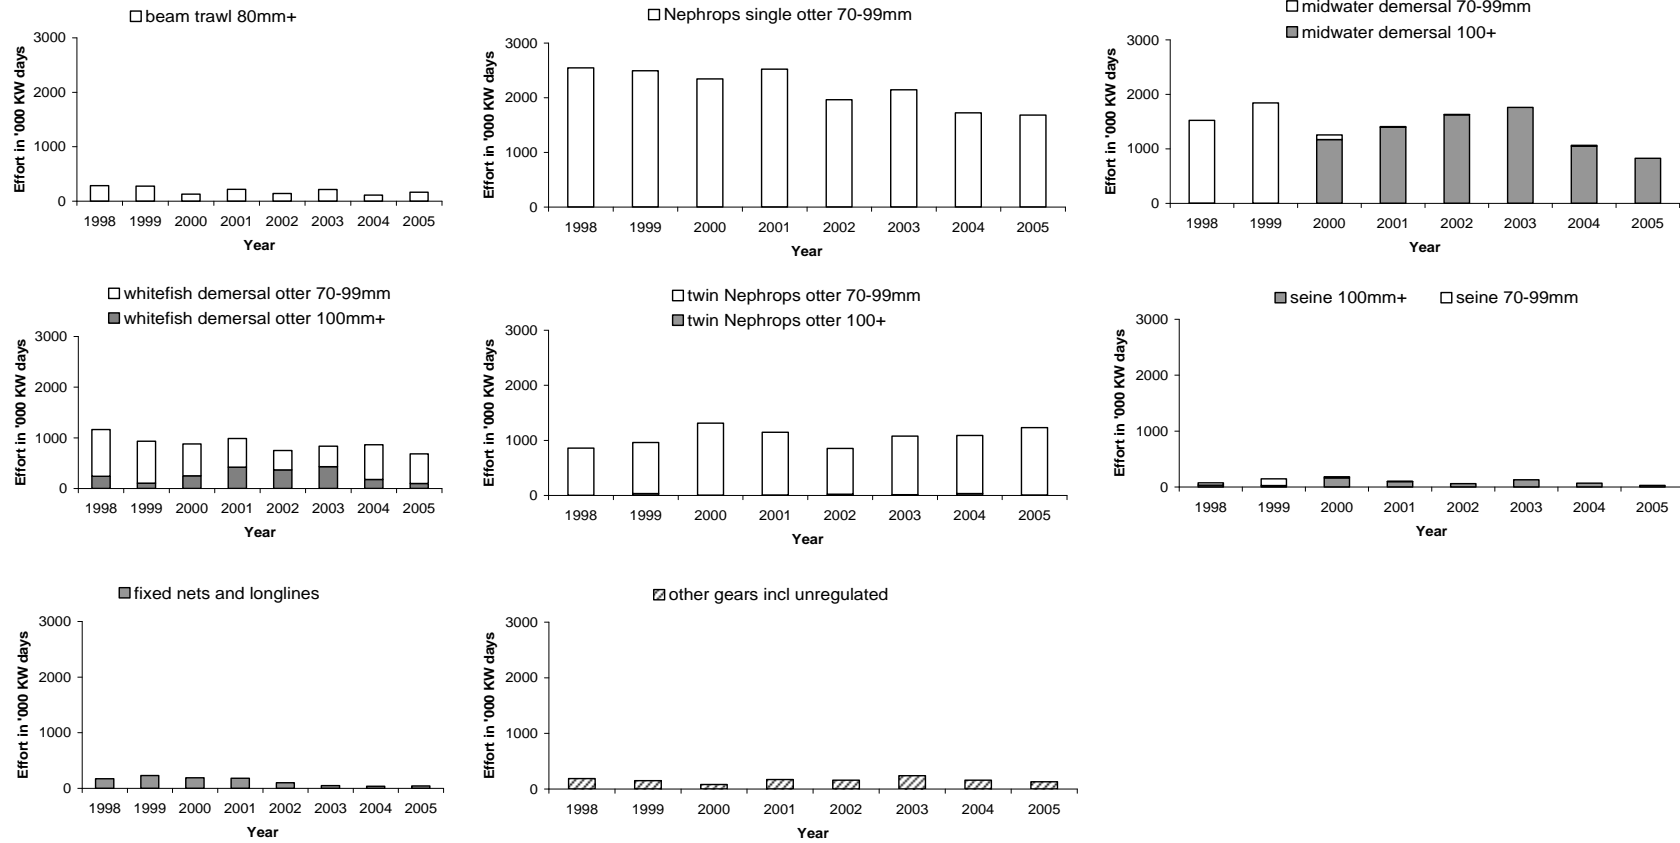 beam trawl 80mm+
3000
2000
1000
0
Effort in '000 KW days
1998 1999 2000 2001 2002 2003 2004 2005
Year
Nephrops single otter 70-99mm
3000
2000
1000
0
Effort in '000 KW days
1998 1999 2000 2001 2002 2003 2004 2005
Year
midwater demersal 70-99mm
midwater demersal 100+
3000
2000
1000
0
Effort in '000 KW days
1998 1999 2000 2001 2002 2003 2004 2005
Year
whitefish demersal otter 70-99mm
whitefish demersal otter 100mm+
3000
2000
1000
0
Effort in '000 KW days
1998 1999 2000 2001 2002 2003 2004 2005
Year
twin Nephrops otter 70-99mm
twin Nephrops otter 100+
3000
2000
1000
0
Effort in '000 KW days
1998 1999 2000 2001 2002 2003 2004 2005
Year
seine 100mm+ seine 70-99mm
3000
2000
1000
0
Effort in '000 KW days
1998 1999 2000 2001 2002 2003 2004 2005
Year
fixed nets and longlines
3000
2000
1000
0
Effort in '000 KW days
1998 1999 2000 2001 2002 2003 2004 2005
Year
other gears incl unregulated
3000
2000
1000
0
Effort in '000 KW days
1998 1999 2000 2001 2002 2003 2004 2005
Year